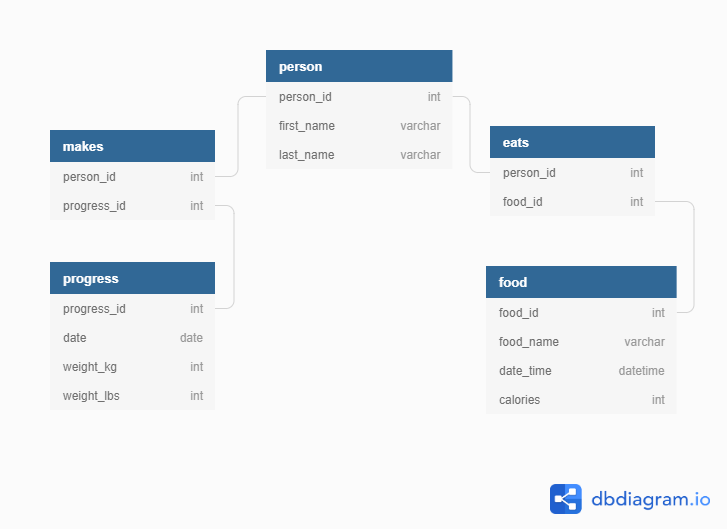 person
person_id int
first_name varchar
last_name varchar
makes
person_id int
progress_id int
eats
person_id int
food_id int
progress
progress_id int
date date
weight_kg int
weight_lbs int
food
food_id int
food_name varchar
date_time datetime
calories int
dbdiagram.io